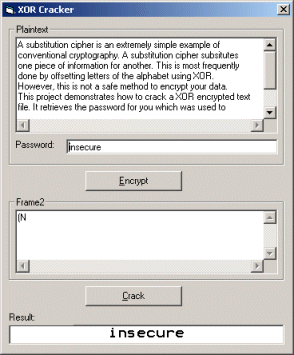 XOR Cracker
Plaintext
A substitution cipher is an extremely simple example of
conventional cryptography. A substitution cipher subsitutes
one piece of information for another. This is most frequently
done by offsetting letters of the alphabet using XOR.
However, this is not a safe method to encrypt your data.
This project demonstrates how to crack a XOR encrypted text
file. It retrieves the password for you which was used to
Password: insecure
Encrypt
Frame2
(N
Crack
Result:
insecure